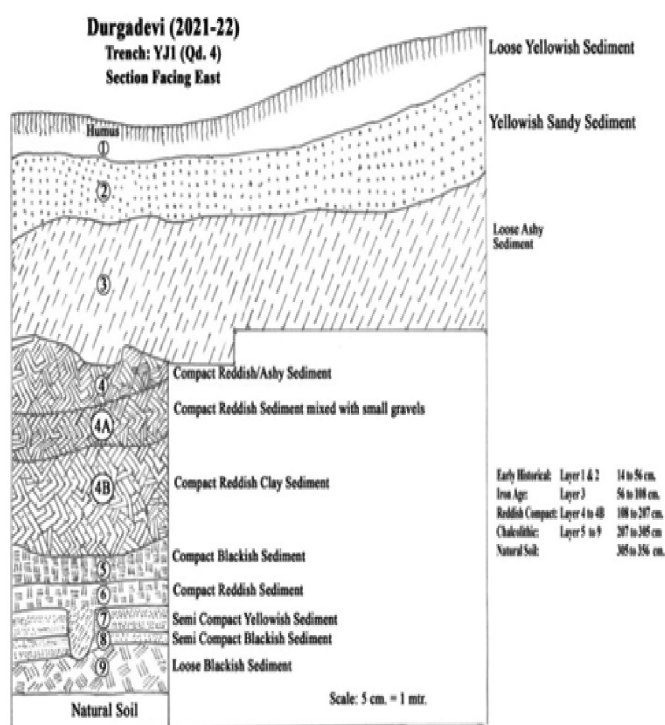 Durgadevi (2021-22)
Trench: YJ1 (Qd. 4)
Section Facing East
Loose Yellowish Sediment
Humus
1
Yellowish Sandy Sediment
2
Loose Ashy
Sediment
3
4
Compact Reddish/Ashy Sediment
4A
Compact Reddish Sediment mixed with small gravels
4B
Compact Reddish Clay Sediment
Early Historical: Layer 1 & 2 14 to 56 cm.
Iron Age: Layer 3 56 to 108 cm.
Reddish Compact: Layer 4 to 4B 108 to 207 cm.
Chalcolithic: Layer 5 to 9 207 to 305 cm
Natural Soil: 305 to 356 cm.
5
Compact Blackish Sediment
6
Compact Reddish Sediment
7
Semi Compact Yellowish Sediment
8
Semi Compact Blackish Sediment
9
Loose Blackish Sediment
Natural Soil
Scale: 5 cm. = 1 mtr.